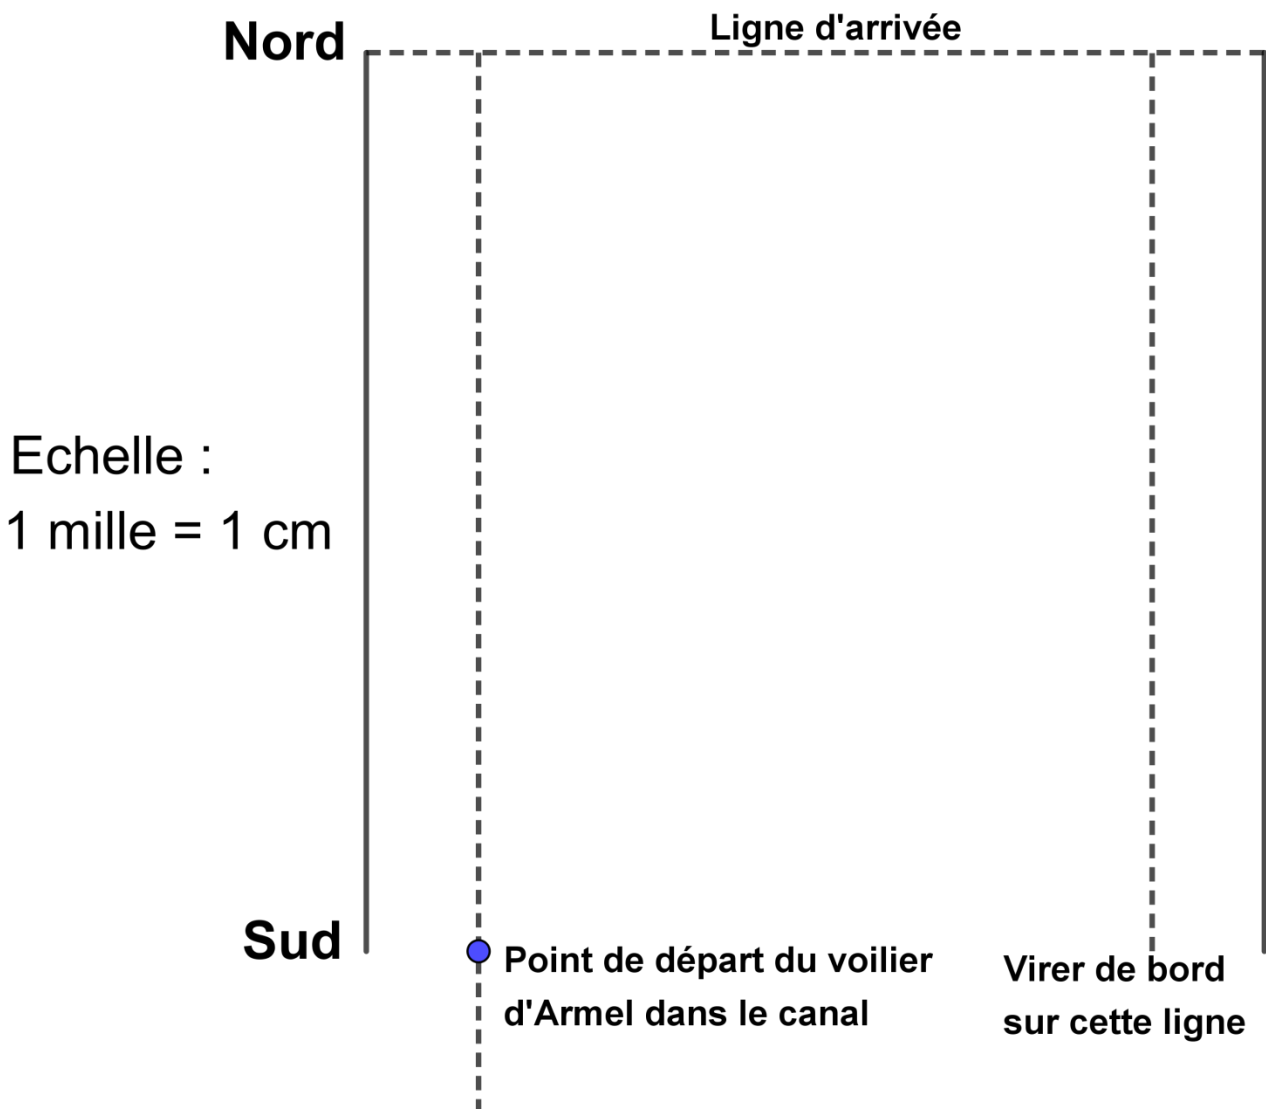 Ligne d'arrivée
Nord
Echelle :
1 mille = 1 cm
Sud
Point de départ du voilier
d'Armel dans le canal
Virer de bord
sur cette ligne